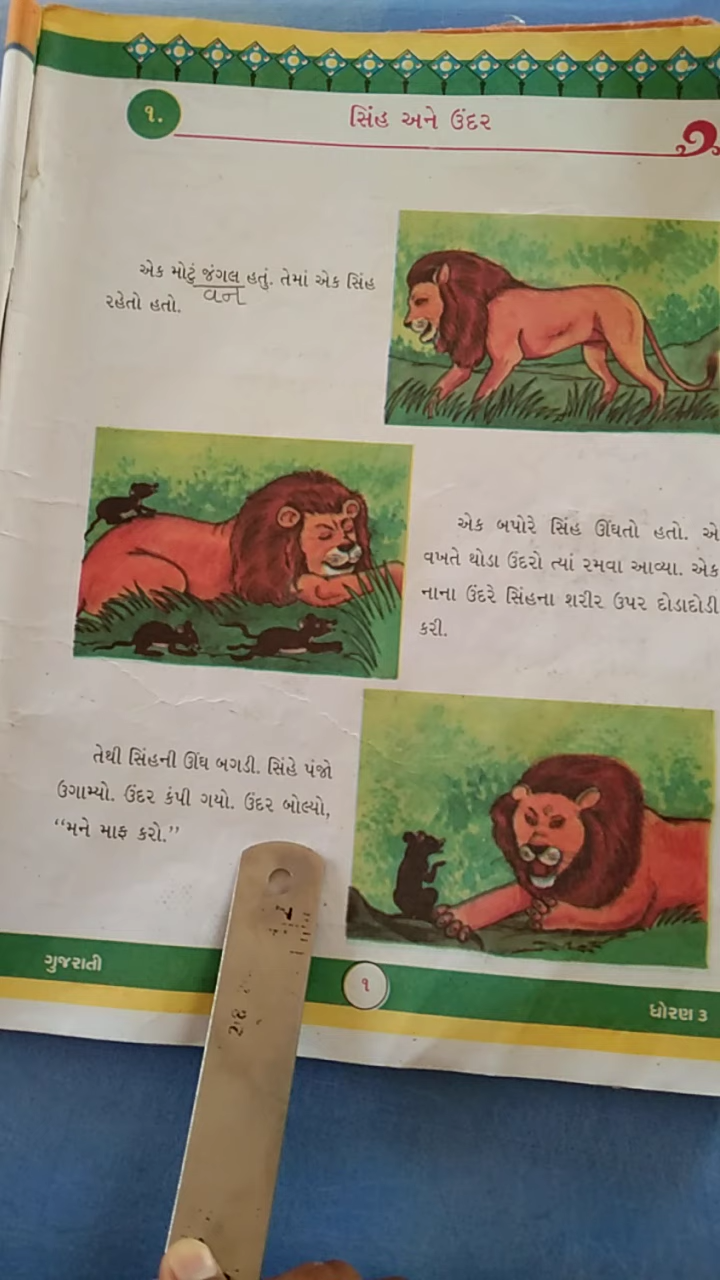 ૧.
સિંહ અને ઉંદર
એક મોટું જંગલ હતું. તેમાં એક સિંહ
વન
રહેતો હતો.
એક બપોરે સિંહ ઊંઘતો હતો. એ
વખતે થોડા ઉંદરો ત્યાં રમવા આવ્યા. એક
નાના ઉંદરે સિંહના શરીર ઉપર દોડાદોડી
કરી.
તેથી સિંહની ઊંઘ બગડી. સિંહે પંજો
ઉગામ્યો. ઉંદર કંપી ગયો. ઉંદર બોલ્યો,
“મને માફ કરો.”
ગુજરાતી
૧
ધોરણ ૩